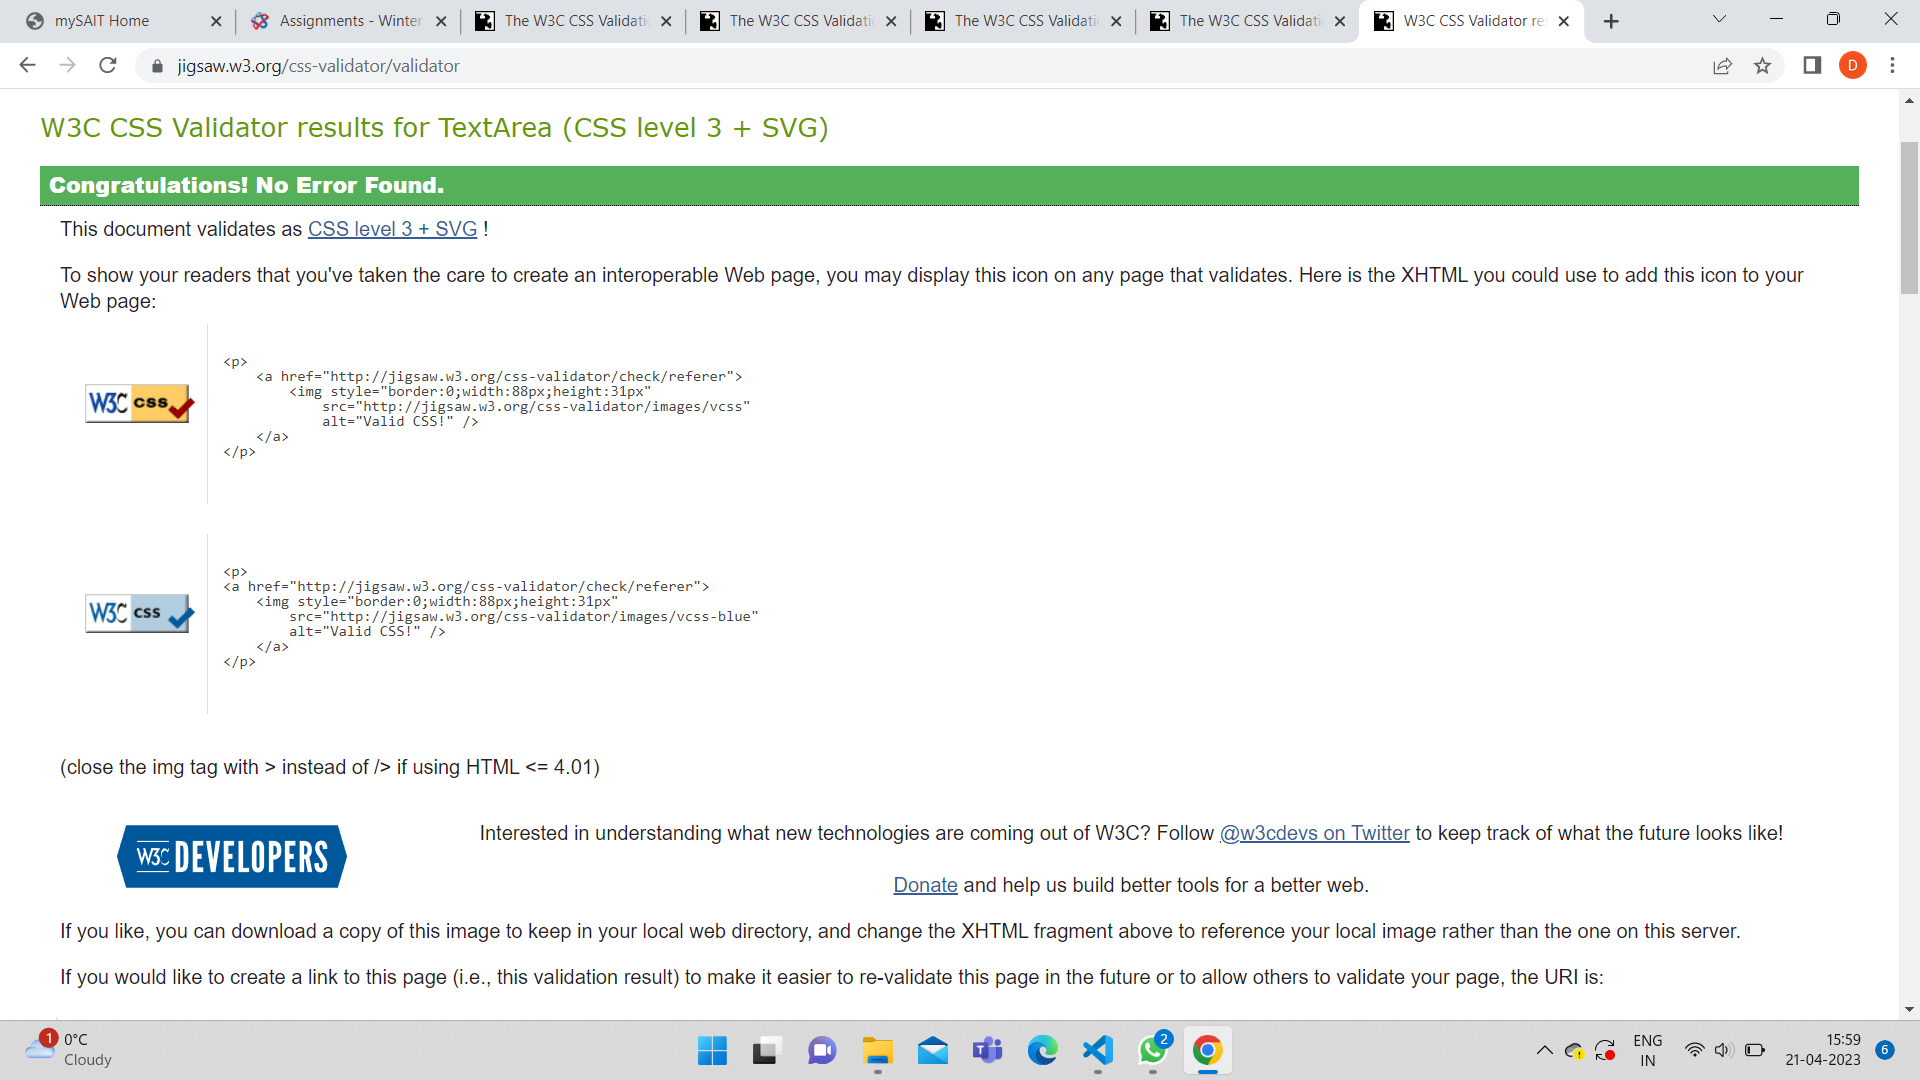 mySAIT Home
Assignments - Winter
The W3C CSS Validatio
The W3C CSS Validatio
The W3C CSS Validatio
The W3C CSS Validatio
W3C CSS Validator re
jigsaw.w3.org/css-validator/validator
D
W3C CSS Validator results for TextArea (CSS level 3 + SVG)
Congratulations! No Error Found.
This document validates as CSS level 3 + SVG !
To show your readers that you've taken the care to create an interoperable Web page, you may display this icon on any page that validates. Here is the XHTML you could use to add this icon to your
Web page:
W3C css
<p>
<a href="http://jigsaw.w3.org/css-validator/check/referer">
<img style="border:0;width:88px;height:31px"
src="http://jigsaw.w3.org/css-validator/images/vcss"
alt="Valid CSS!" />
</a>
</p>
W3C css
<p>
<a href="http://jigsaw.w3.org/css-validator/check/referer">
<img style="border:0;width:88px;height:31px"
src="http://jigsaw.w3.org/css-validator/images/vcss-blue"
alt="Valid CSS!" />
</a>
</p>
(close the img tag with > instead of /> if using HTML <= 4.01)
W3C DEVELOPERS
Interested in understanding what new technologies are coming out of W3C? Follow @w3cdevs on Twitter to keep track of what the future looks like!
Donate and help us build better tools for a better web.
If you like, you can download a copy of this image to keep in your local web directory, and change the XHTML fragment above to reference your local image rather than the one on this server.
If you would like to create a link to this page (i.e., this validation result) to make it easier to re-validate this page in the future or to allow others to validate your page, the URI is:
1
0°C
Cloudy
2
ENG
IN
15:59
21-04-2023
6